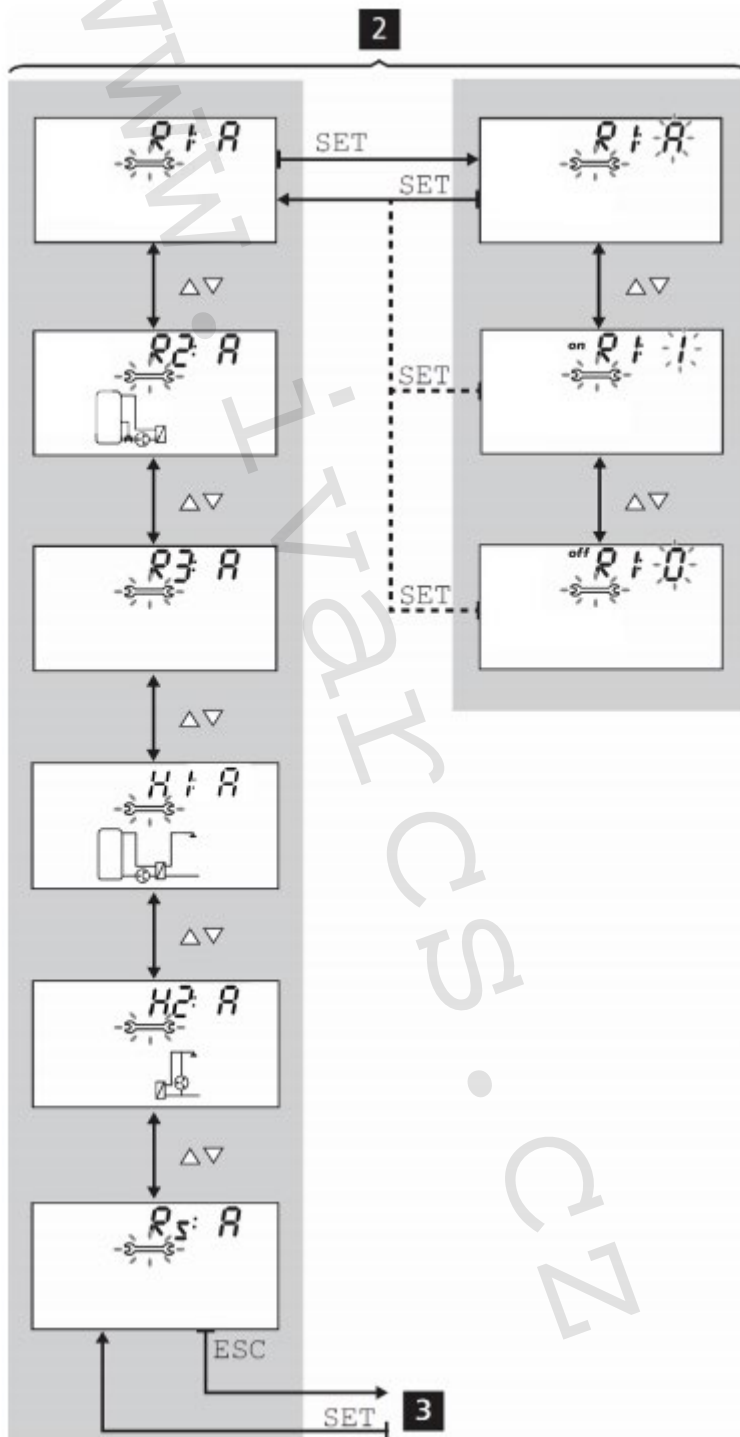 2
R1: A
SET
R1: A
SET
△▽
△▽
R2: A
SET
on R1: 1
△▽
△▽
R3: A
SET
off R1: 0
△▽
H1: A
△▽
H2: A
△▽
Rs: A
ESC
SET
3
www.ivarcs.cz